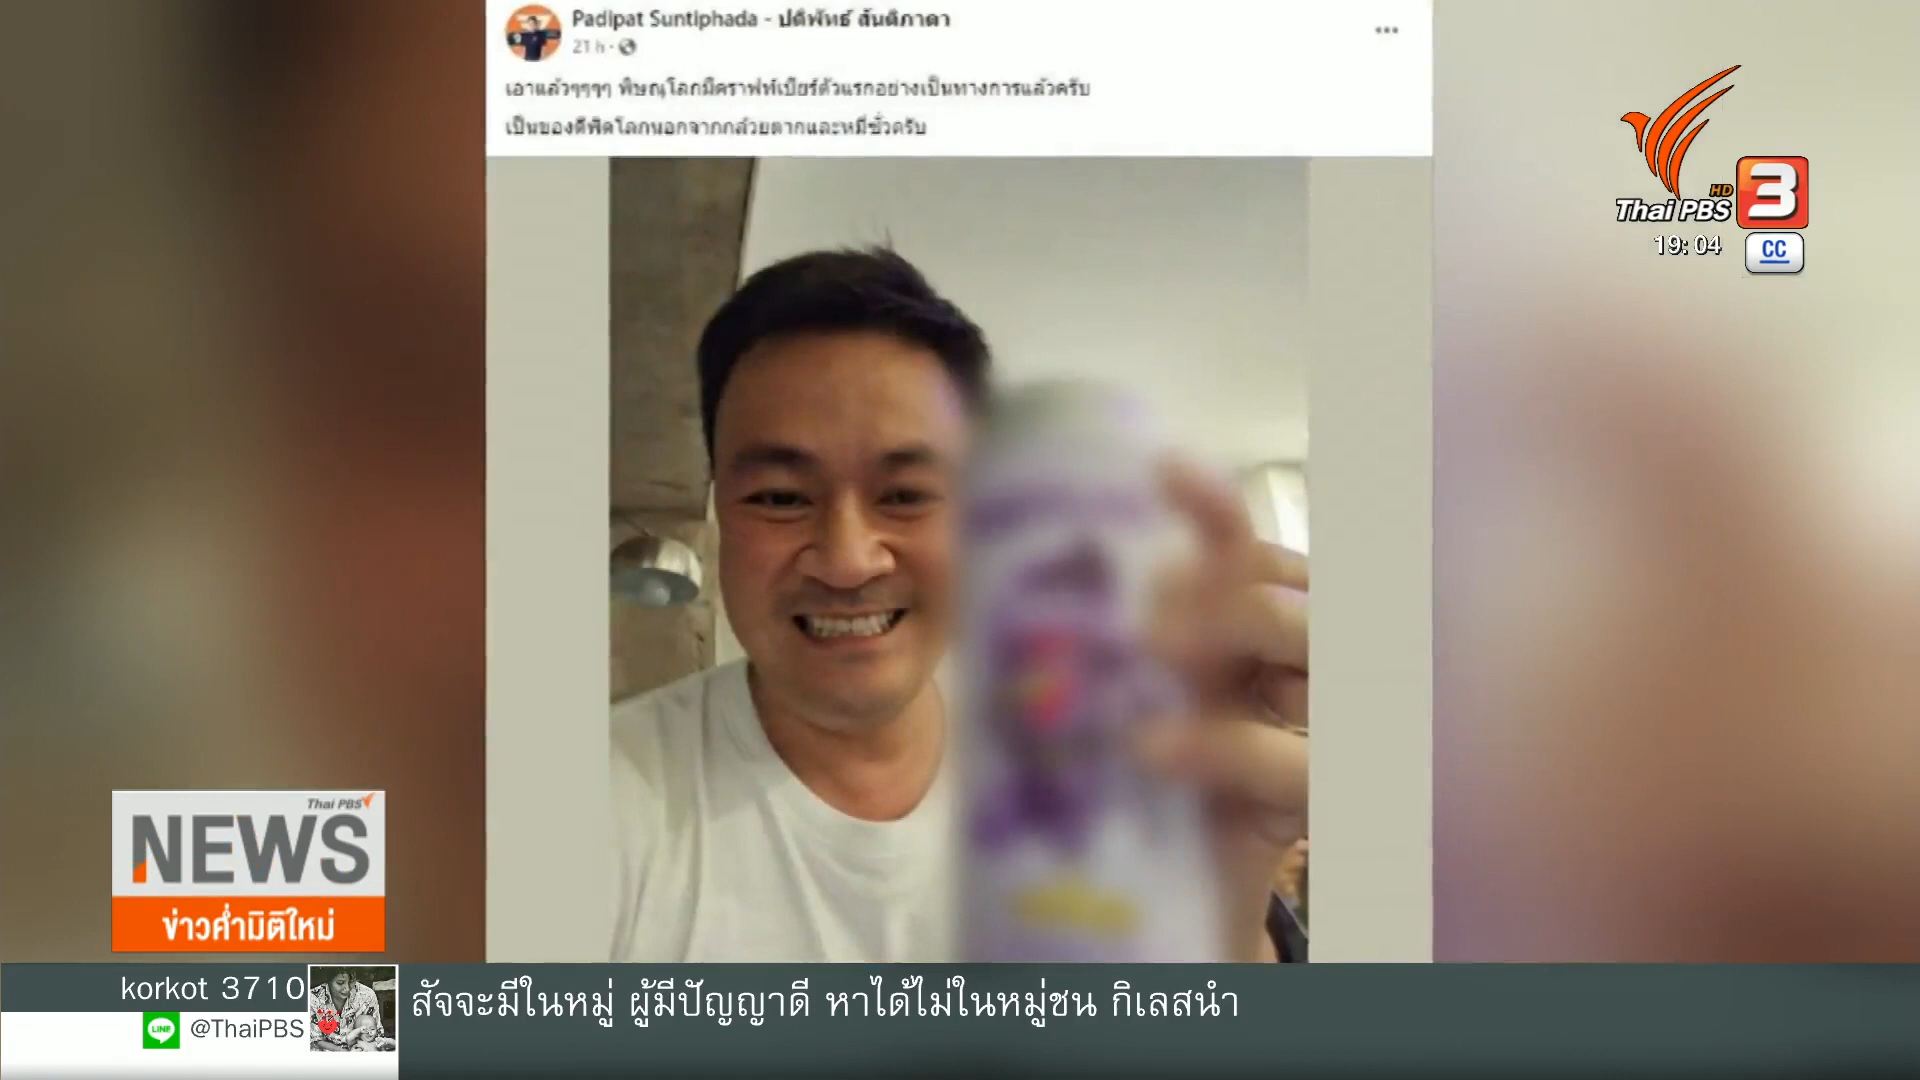 Padipat Suntiphada - ปดิพัทธ์ สันติภาดา
21 h
เอาแล้วๆๆๆๆ พิษณุโลกมีคราฟท์เบียร์ตัวแรกอย่างเป็นทางการแล้วครับ
เป็นของดีพิดโลกนอกจากกล้วยตากและหมี่ซั่วครับ
HD
Thai PBS
3
19:04
CC
Thai PBS
NEWS
ข่าวค่ำมิติใหม่
korkot 3710
LINE
@ThaiPBS
สัจจะมีในหมู่ ผู้มีปัญญาดี หาได้ไม่ในหมู่ชน กิเลสนำ